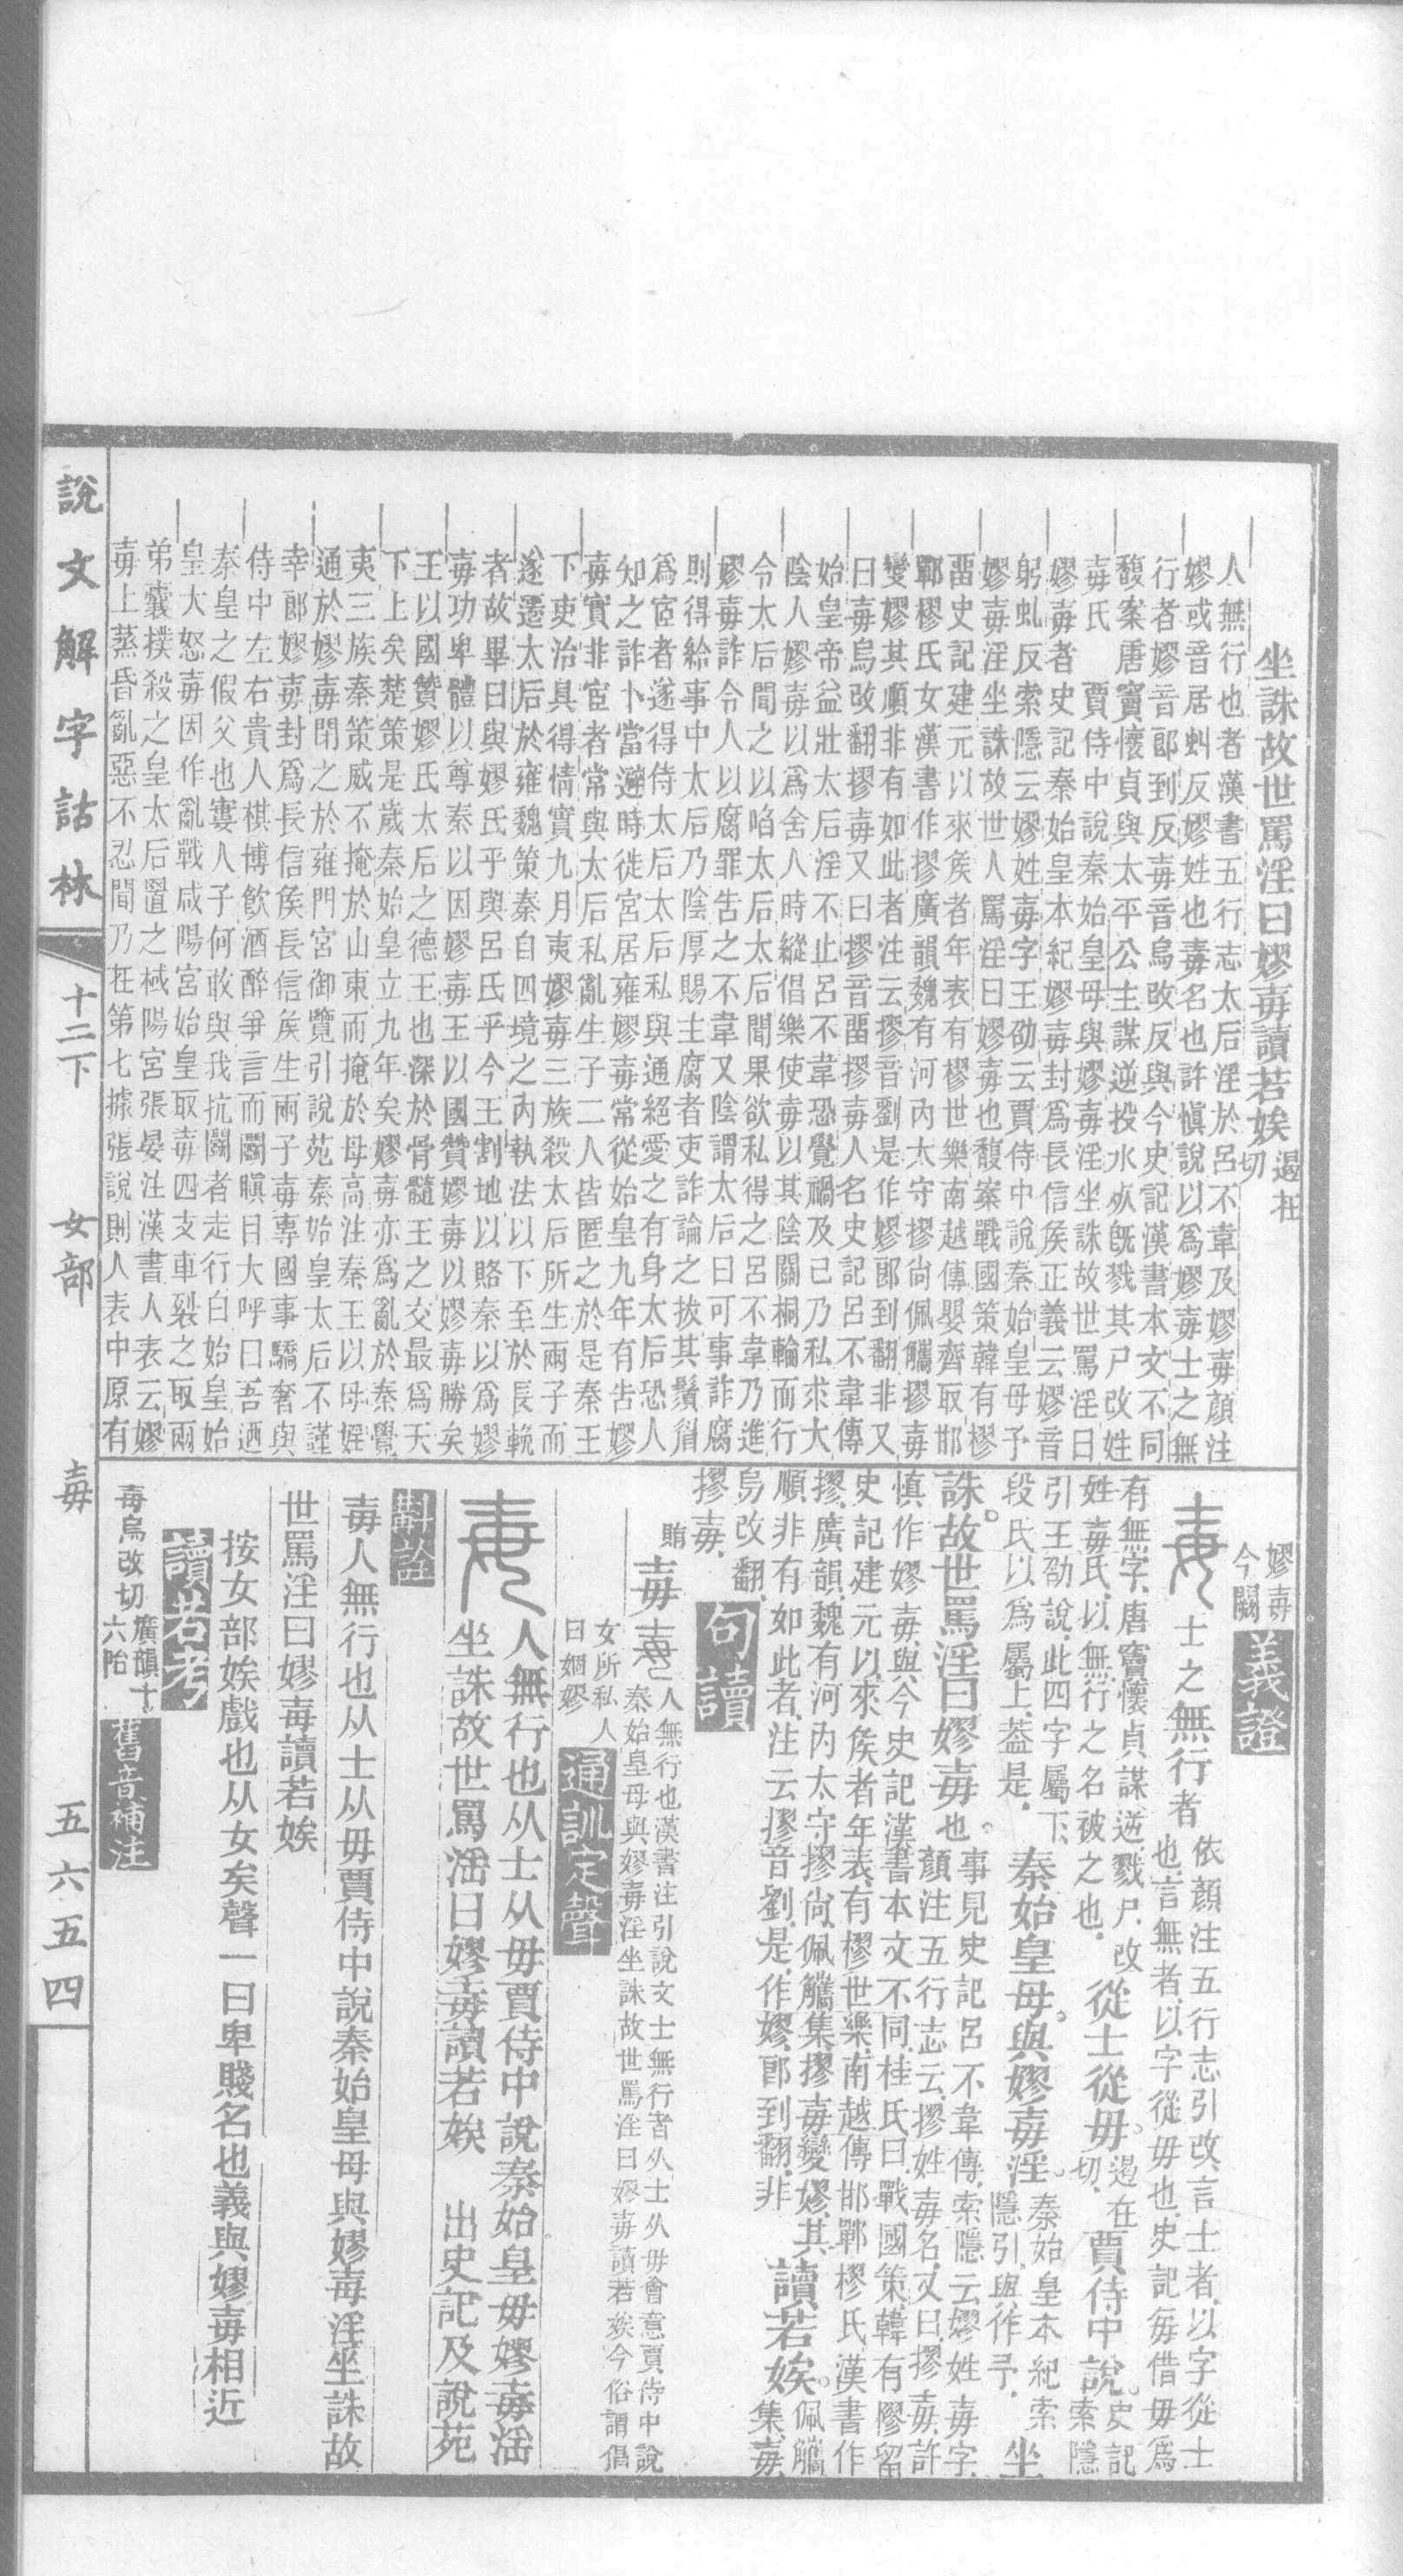 坐誅故世罵淫曰嫪毐讀若娭遏在切
人無行也者漢書五行志太后淫於呂不韋及嫪毐顏注
嫪或音居虯反嫪姓也毐名也許慎說以為嫪毐士之無
行者嫪音郎到反毐音烏改反與今史記漢書本文不同
馥案唐竇懷貞與太平公主謀逆投水死旣戮其尸改姓
毐氏　賈侍中說秦始皇母與嫪毐淫坐誅故世罵淫曰
嫪毐者史記秦始皇本紀嫪毐封為長信矦正義云嫪音
躬虬反索隱云嫪姓毐字王劭云賈侍中說秦始皇母予
嫪毐淫坐誅故世人罵淫曰嫪毐也馥案戰國策韓有樛
畱史記建元以來矦者年表有樛世樂南越傳嬰齊取邯
鄲樛氏女漢書作摎廣韻魏有河內太守摎尙佩觿摎毐
變嫪其順非有如此者注云摎音劉是作嫪郎到翻非又
曰毐烏改翻摎毐又曰摎音畱摎毐人名史記呂不韋傳
始皇帝益壯太后淫不止呂不韋恐覺禍及己乃私求大
陰人嫪毐以為舍人時縱倡樂使毐以其陰關桐輪而行
令太后聞之以啗太后太后聞果欲私得之呂不韋乃進
嫪毐詐令人以腐罪吿之不韋又陰謂太后曰可事詐腐
則得給事中太后乃陰厚賜主腐者吏詐論之拔其鬚眉
為宦者遂得侍太后太后私與通絕愛之有身太后恐人
知之詐卜當避時徙宮居雍嫪毐常從始皇九年有吿嫪
毐實非宦者常與太后私亂生子二人皆匿之於是秦王
下吏治具得情實九月夷嫪毐三族殺太后所生兩子而
遂遷太后於雍魏策秦自四境之內執法以下至於長輓
者故畢曰與嫪氏乎與呂氏乎今王割地以賂秦以為嫪
毐功卑體以尊秦以因嫪毐王以國贊嫪毐以嫪毐勝矣
王以國贊嫪氏太后之德王也深於骨髓王之交最為天
下上矣楚策是歲秦始皇立九年矣嫪毐亦為亂於秦覺
夷三族秦策威不掩於山東而掩於母高注秦王以母婬
通於嫪毐閉之於雍門宮御覽引說苑秦始皇太后不謹
幸郎嫪毐封為長信矦長信矦生兩子毐專國事驕奢與
侍中左右貴人棋博飮酒醉爭言而鬭瞋目大呼曰吾迺
秦皇之假父也寠人子何敢與我抗鬭者走行白始皇始
皇大怒毐因作亂戰咸陽宮始皇取毐四支車裂之取兩
弟囊撲殺之皇太后置之棫陽宮張晏注漢書人表云嫪
毐上蒸昏亂惡不忍聞乃在第七據張說則人表中原有
嫪毐今闕
義證
毐士之無行者依顏注五行志引改言士者以字從士也言無者以字從毋也史記毐借毋為
有無字唐竇懷貞謀逆戮尸改姓毐氏以無行之名被之也從士從毋遏在切賈侍中說史記索隱
引王劭說此四字屬下段氏以為屬上葢是秦始皇母與嫪毐淫秦始皇本紀索隱引與作予坐
誅故世罵淫曰嫪毐也事見史記呂不韋傳索隱云嫪姓毐字顏注五行志云摎姓毐名又曰摎毐許
慎作嫪毐與今史記漢書本文不同桂氏曰戰國策韓有摎留
史記建元以來矦者年表有樛世樂南越傳邯鄲樛氏漢書作
摎廣韻魏有河內太守摎尙佩觿集摎毐變嫪其
順非有如此者注云摎音劉是作嫪郎到翻非讀若娭佩觿集毐
烏改翻
摎毐
句讀
賄毐毐人無行也漢書注引說文士無行者从士从毋會意賈侍中說
秦始皇母與嫪毐淫坐誅故世罵淫曰嫪毐讀若娭今俗謂倡
女所私人曰婟嫪
通訓定聲
毐人無行也从士从毋賈侍中說秦始皇毋嫪毐淫
坐誅故世罵淫曰嫪毐讀若娭　出史記及說苑
斠詮
毐人無行也从士从毋賈侍中說秦始皇母與嫪毐淫坐誅故
世罵淫曰嫪毐讀若娭
按女部娭戲也从女矣聲一曰卑賤名也義與嫪毐相近
讀若考
毐烏改切廣韻十六咍
舊音補注
說文解字詁林　十二下　女部　毐　五六五四